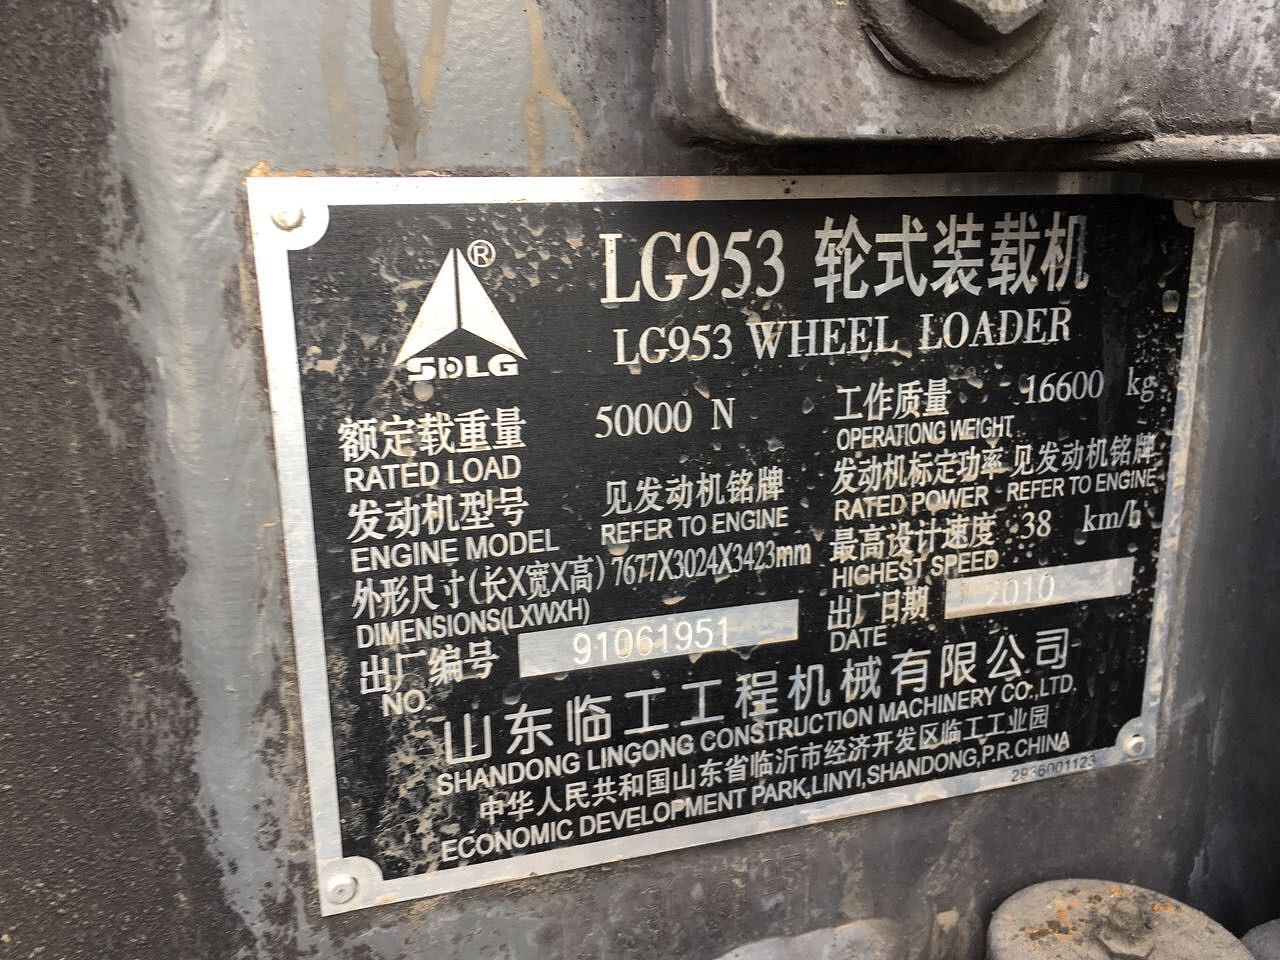 ®
SDLG
LG953 轮式装载机
LG953 WHEEL LOADER
额定载重量 50000 N
RATED LOAD
工作质量 16600 kg
OPERATIONG WEIGHT
发动机型号 见发动机铭牌
ENGINE MODEL REFER TO ENGINE
发动机标定功率 见发动机铭牌
RATED POWER REFER TO ENGINE
外形尺寸(长X宽X高) 7677X3024X3423mm
DIMENSIONS(LXWXH)
最高设计速度 38 km/h
HIGHEST SPEED
出厂编号 91061951
NO.
出厂日期 2010
DATE
山东临工工程机械有限公司
SHANDONG LINGONG CONSTRUCTION MACHINERY CO.,LTD.
中华人民共和国山东省临沂市经济开发区临工工业园
ECONOMIC DEVELOPMENT PARK,LINYI,SHANDONG,P.R.CHINA
2936001123